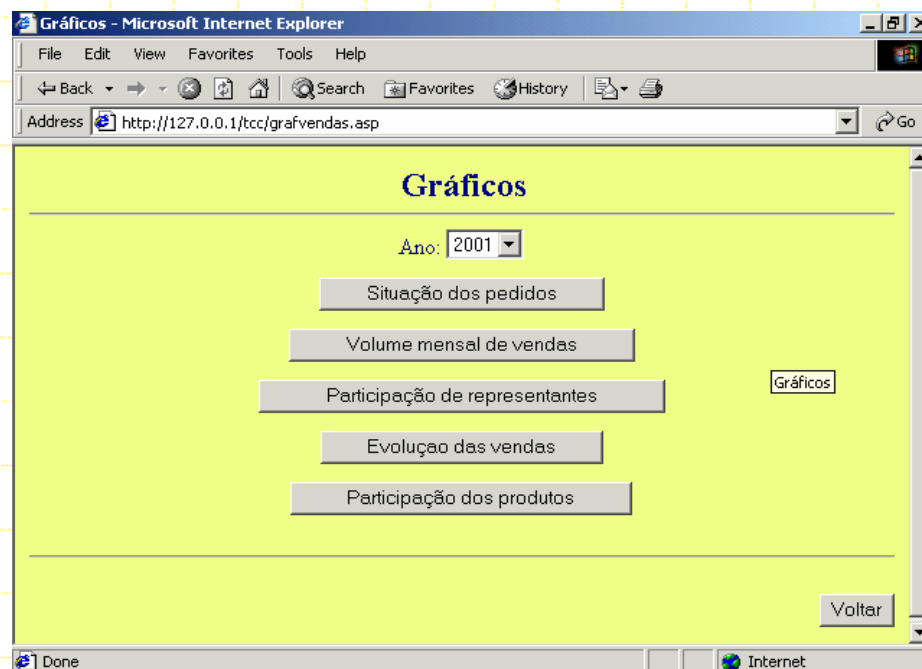 Gráficos - Microsoft Internet Explorer
File Edit View Favorites Tools Help
Back Search Favorites History
Address http://127.0.0.1/tcc/grafvendas.asp Go
Gráficos
Ano: 2001
Situação dos pedidos
Volume mensal de vendas
Participação de representantes
Gráficos
Evoluçao das vendas
Participação dos produtos
Voltar
Done Internet